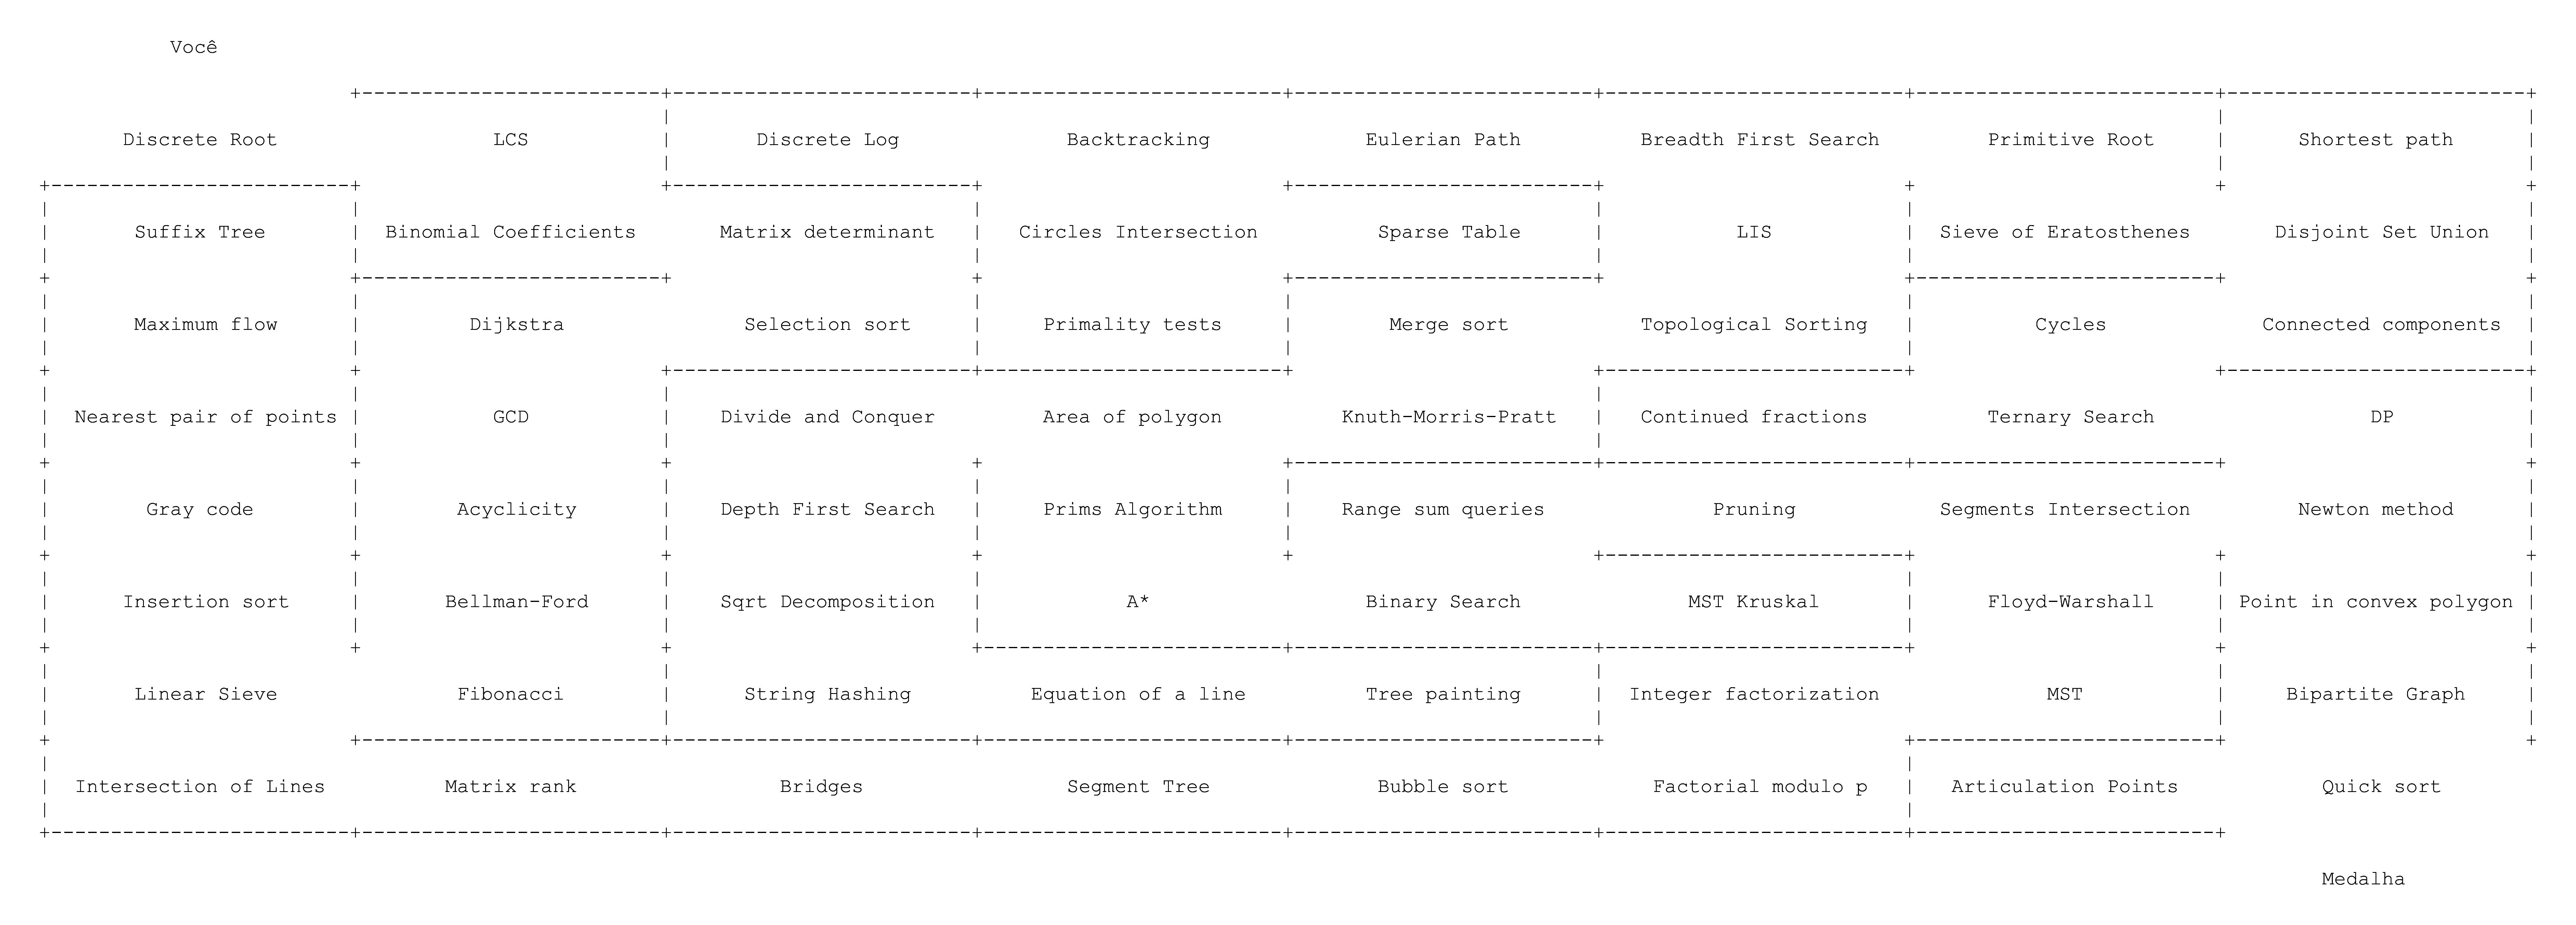 Você
Discrete Root LCS Discrete Log Backtracking Eulerian Path Breadth First Search Primitive Root Shortest path
Suffix Tree Binomial Coefficients Matrix determinant Circles Intersection Sparse Table LIS Sieve of Eratosthenes Disjoint Set Union
Maximum flow Dijkstra Selection sort Primality tests Merge sort Topological Sorting Cycles Connected components
Nearest pair of points GCD Divide and Conquer Area of polygon Knuth-Morris-Pratt Continued fractions Ternary Search DP
Gray code Acyclicity Depth First Search Prims Algorithm Range sum queries Pruning Segments Intersection Newton method
Insertion sort Bellman-Ford Sqrt Decomposition A* Binary Search MST Kruskal Floyd-Warshall Point in convex polygon
Linear Sieve Fibonacci String Hashing Equation of a line Tree painting Integer factorization MST Bipartite Graph
Intersection of Lines Matrix rank Bridges Segment Tree Bubble sort Factorial modulo p Articulation Points Quick sort
Medalha